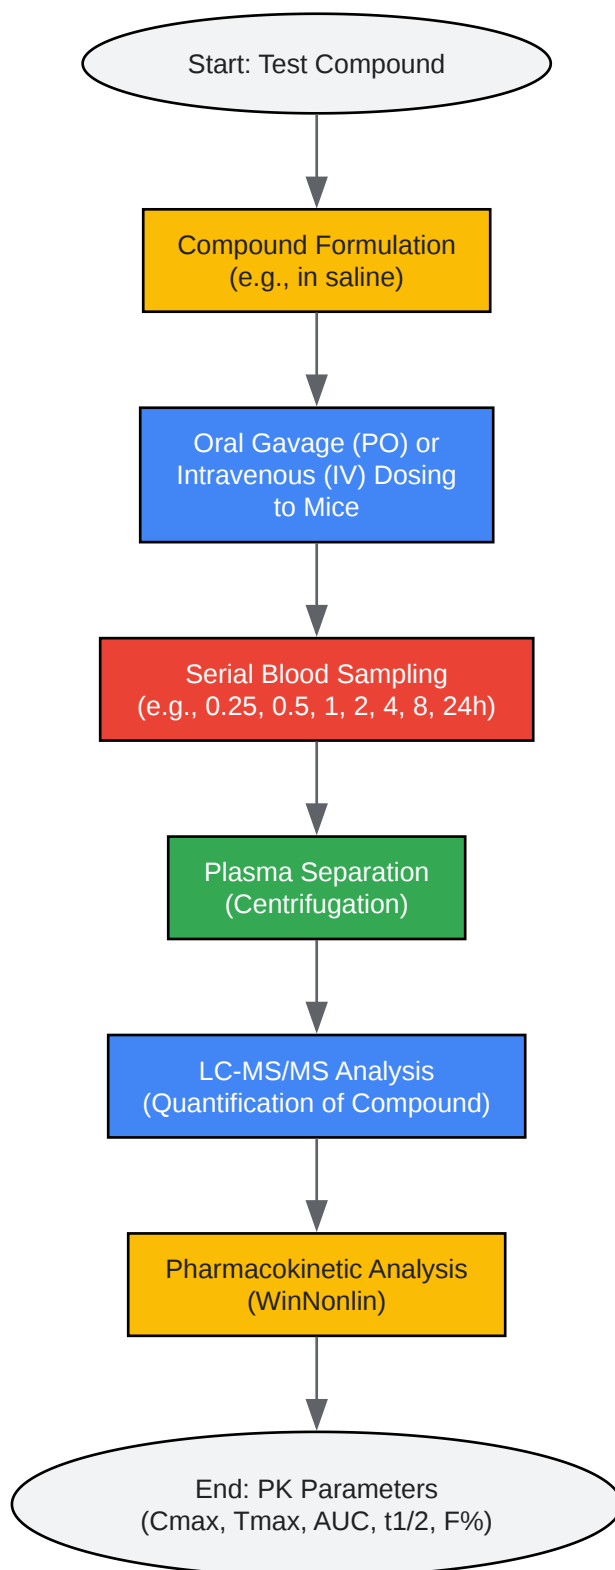 Start: Test Compound
Compound Formulation
(e.g., in saline)
Oral Gavage (PO) or
Intravenous (IV) Dosing
to Mice
Serial Blood Sampling
(e.g., 0.25, 0.5, 1, 2, 4, 8, 24h)
Plasma Separation
(Centrifugation)
LC-MS/MS Analysis
(Quantification of Compound)
Pharmacokinetic Analysis
(WinNonlin)
End: PK Parameters
(Cmax, Tmax, AUC, t1/2, F%)